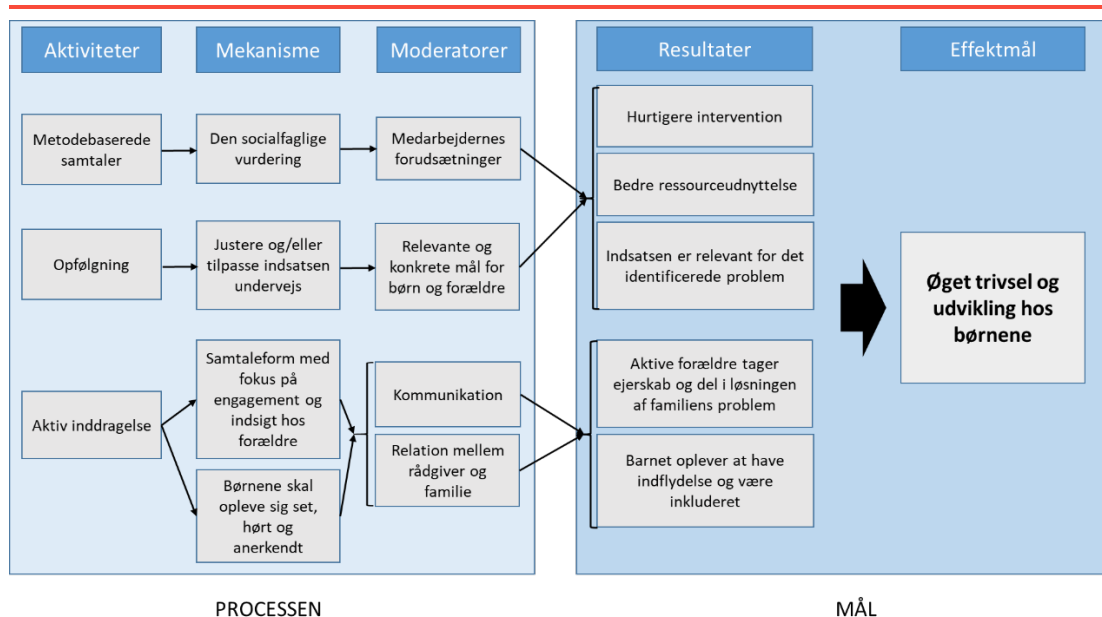 Aktiviteter
Mekanisme
Moderatorer
Resultater
Effektmål
Metodebaserede
samtaler
Den socialfaglige
vurdering
Medarbejdernes
forudsætninger
Opfølgning
Justere og/eller
tilpasse indsatsen
undervejs
Relevante og
konkrete mål for
børn og forældre
Aktiv inddragelse
Samtaleform med
fokus på
engagement og
indsigt hos
forældre
Børnene skal
opleve sig set,
hørt og
anerkendt
Kommunikation
Relation mellem
rådgiver og
familie
Hurtigere intervention
Bedre ressourceudnyttelse
Indsatsen er relevant for det
identificerede problem
Aktive forældre tager
ejerskab og del i løsningen
af familiens problem
Barnet oplever at have
indflydelse og være
inkluderet
Øget trivsel og
udvikling hos
børnene
PROCESSEN
MÅL